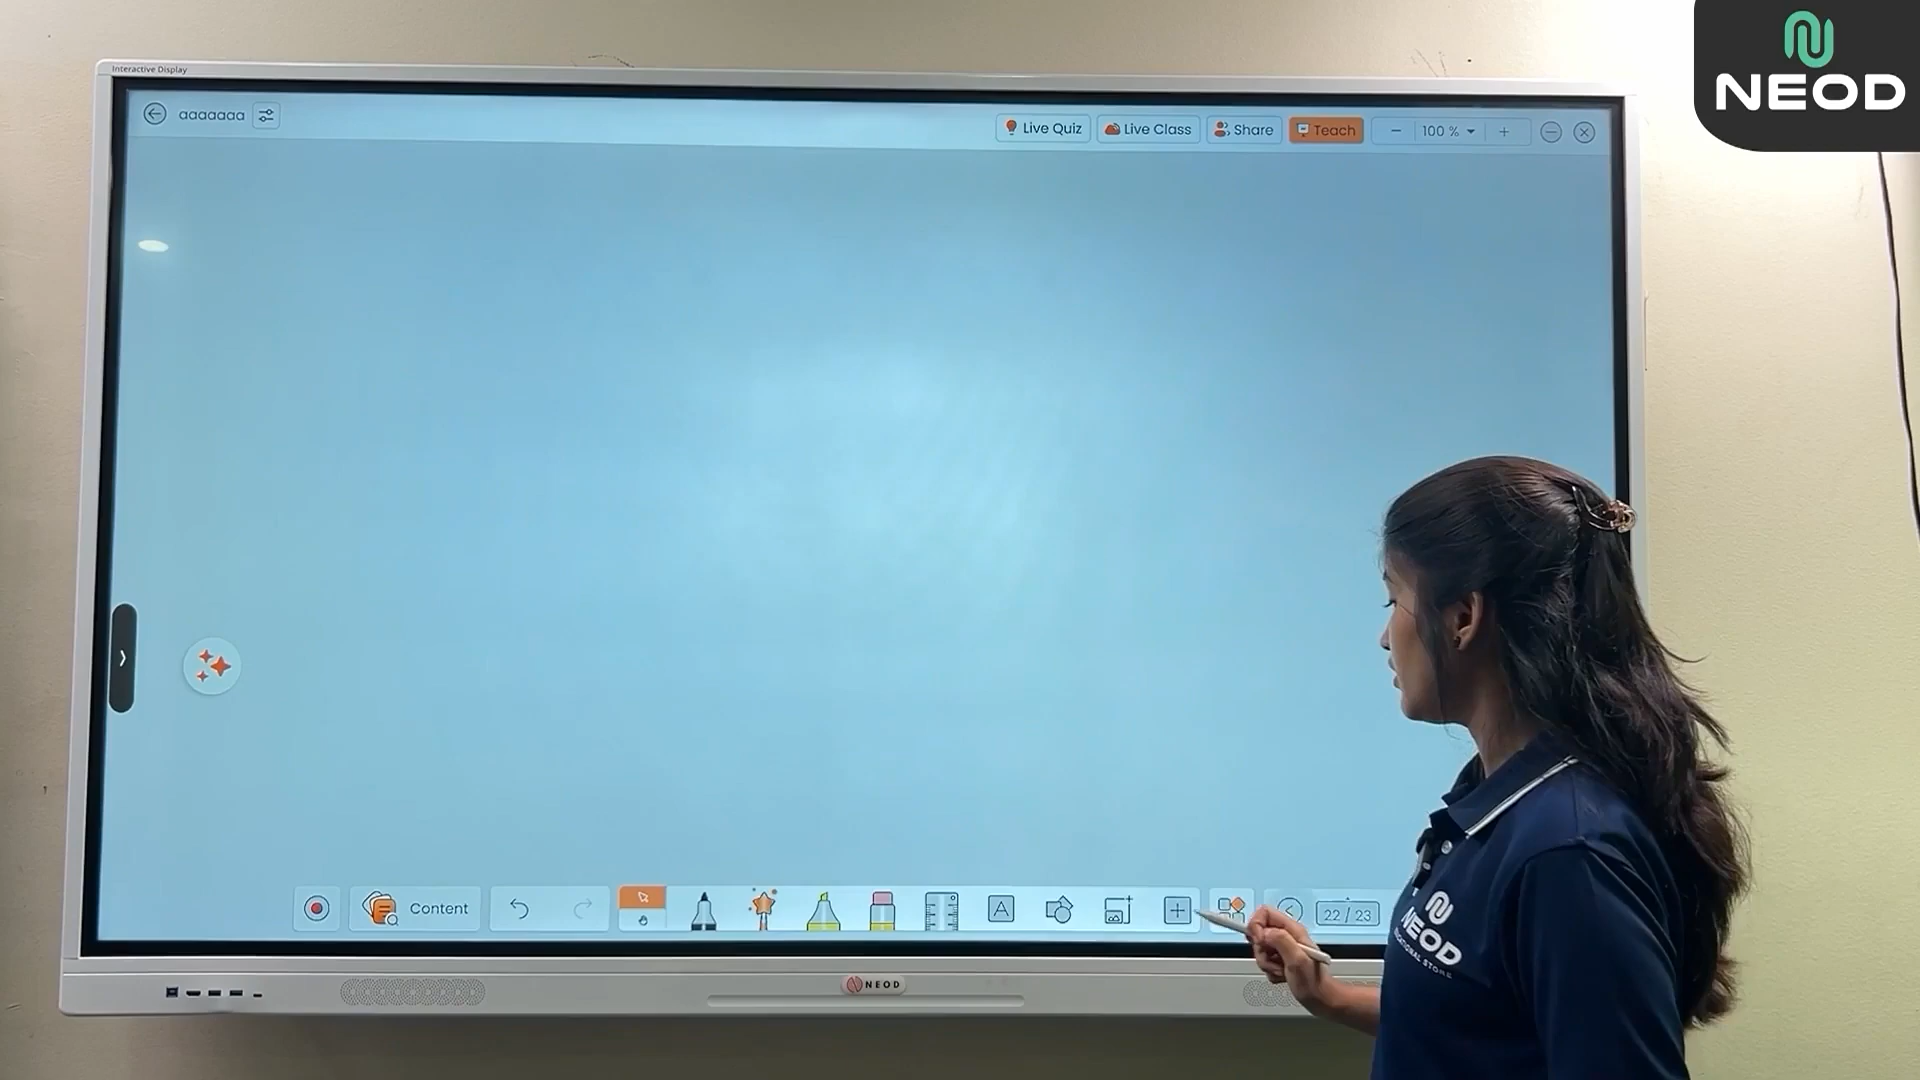 NEOD
Interactive Display
aaaaaaa
Live Quiz
Live Class
Share
Teach
100 %
Content
A
22 / 23
NEOD
NEOD